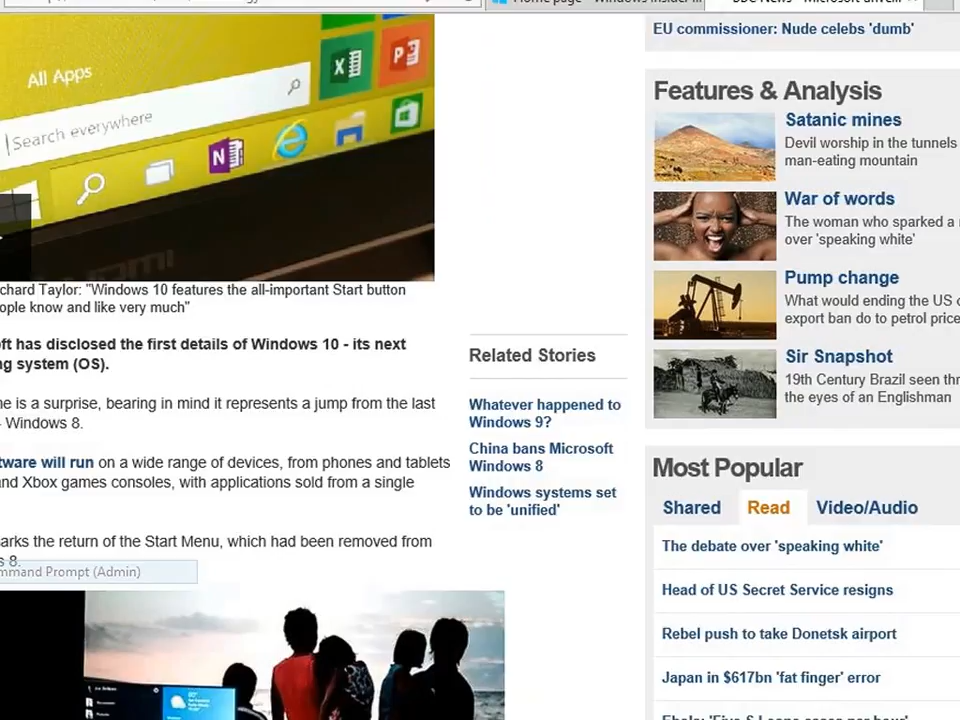 EU commissioner: Nude celebs 'dumb'
All Apps
Search everywhere
chard Taylor: "Windows 10 features the all-important Start button
ople know and like very much"
ft has disclosed the first details of Windows 10 - its next
g system (OS).
e is a surprise, bearing in mind it represents a jump from the last
- Windows 8.
tware will run on a wide range of devices, from phones and tablets
nd Xbox games consoles, with applications sold from a single
arks the return of the Start Menu, which had been removed from
s 8.
mmand Prompt (Admin)
Related Stories
Whatever happened to
Windows 9?
China bans Microsoft
Windows 8
Windows systems set
to be 'unified'
Features & Analysis
Satanic mines
Devil worship in the tunnels
man-eating mountain
War of words
The woman who sparked a
over 'speaking white'
Pump change
What would ending the US
export ban do to petrol price
Sir Snapshot
19th Century Brazil seen thr
the eyes of an Englishman
Most Popular
Shared Read Video/Audio
The debate over 'speaking white'
Head of US Secret Service resigns
Rebel push to take Donetsk airport
Japan in $617bn 'fat finger' error